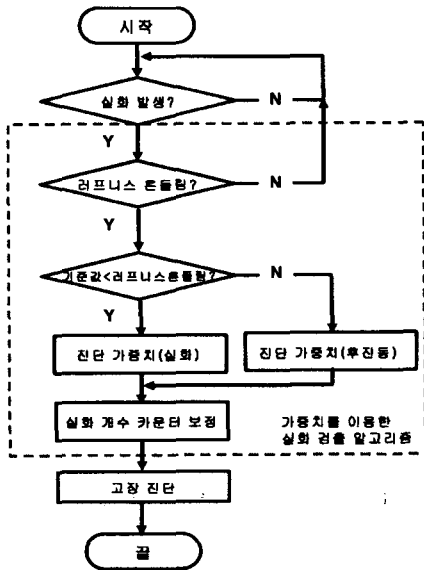 시작
실화 발생?
N
Y
러프니스 흔들림?
N
Y
기준값<러프니스흔들림?
N
Y
진단 가중치(실화)
진단 가중치(후진동)
실화 개수 카운터 보정
가중치를 이용한
실화 검출 알고리즘
고장 진단
끝